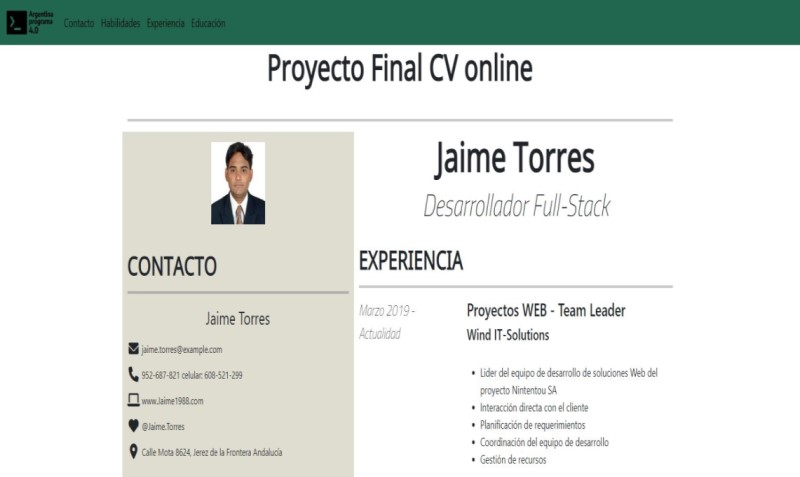 Argentina
programa
4.0
Contacto Habilidades Experiencia Educación
Proyecto Final CV online
Jaime Torres
Desarrollador Full-Stack
CONTACTO
Jaime Torres
jaime.torres@example.com
952-687-821 celular: 608-521-299
www.Jaime1988.com
@Jaime.Torres
Calle Mota 8624, Jerez de la Frontera Andalucía
EXPERIENCIA
Marzo 2019 -
Actualidad
Proyectos WEB - Team Leader
Wind IT-Solutions
• Lider del equipo de desarrollo de soluciones Web del
proyecto Nintentou SA
• Interacción directa con el cliente
• Planificación de requerimientos
• Coordinación del equipo de desarrollo
• Gestión de recursos